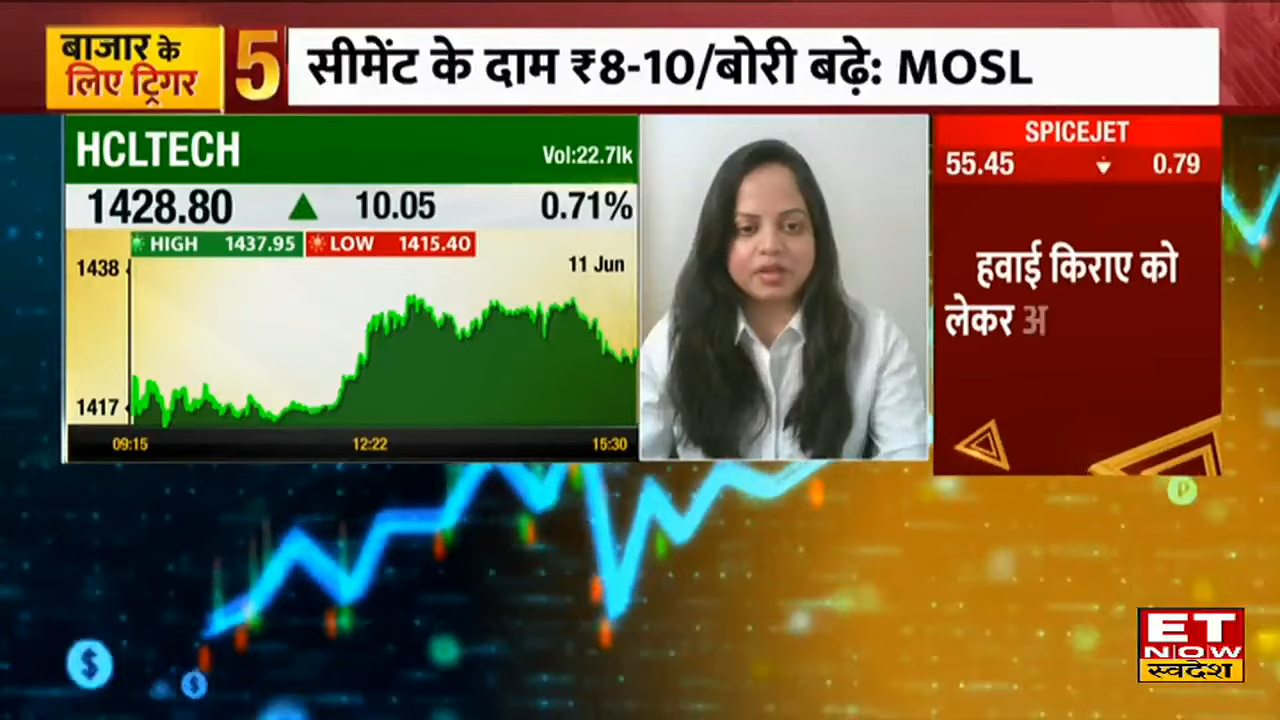 बाजार के
लिए ट्रिगर
5
सीमेंट के दाम ₹8-10/बोरी बढ़े: MOSL
HCLTECH
Vol:22.71k
1428.80 ▲ 10.05 0.71%
HIGH 1437.95 LOW 1415.40
1438
11 Jun
1417
09:15 12:22 15:30
SPICEJET
55.45 0.79
हवाई किराए को
लेकर अ
ET
NOW
स्वदेश